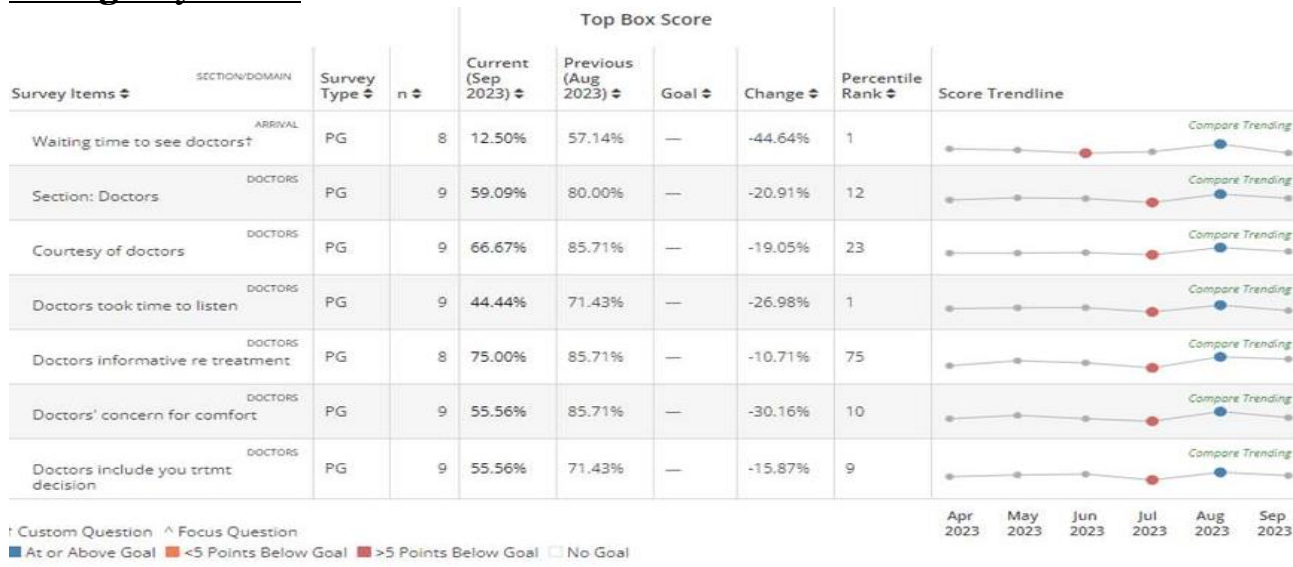 Top Box Score
SECTION/DOMAIN
Survey Items Survey Type n Current (Sep 2023) Previous (Aug 2023) Goal Change Percentile Rank Score Trendline
ARRIVAL Compare Trending
Waiting time to see doctors† PG 8 12.50% 57.14% — -44.64% 1
DOCTORS Compare Trending
Section: Doctors PG 9 59.09% 80.00% — -20.91% 12
DOCTORS Compare Trending
Courtesy of doctors PG 9 66.67% 85.71% — -19.05% 23
DOCTORS Compare Trending
Doctors took time to listen PG 9 44.44% 71.43% — -26.98% 1
DOCTORS Compare Trending
Doctors informative re treatment PG 8 75.00% 85.71% — -10.71% 75
DOCTORS Compare Trending
Doctors' concern for comfort PG 9 55.56% 85.71% — -30.16% 10
DOCTORS Compare Trending
Doctors include you trtmt PG 9 55.56% 71.43% — -15.87% 9
decision
Apr May Jun Jul Aug Sep
2023 2023 2023 2023 2023 2023
† Custom Question ^ Focus Question
At or Above Goal <5 Points Below Goal >5 Points Below Goal No Goal